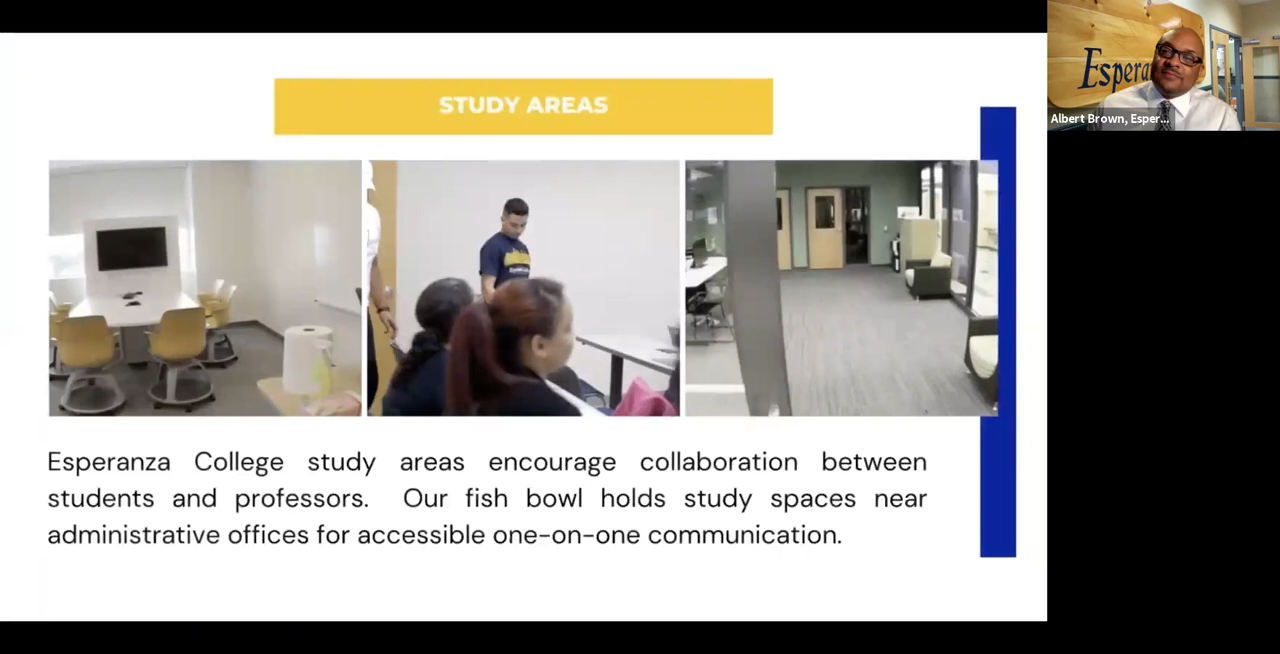 STUDY AREAS
Esperanza College study areas encourage collaboration between
students and professors. Our fish bowl holds study spaces near
administrative offices for accessible one-on-one communication.
Espera
Albert Brown, Esper...